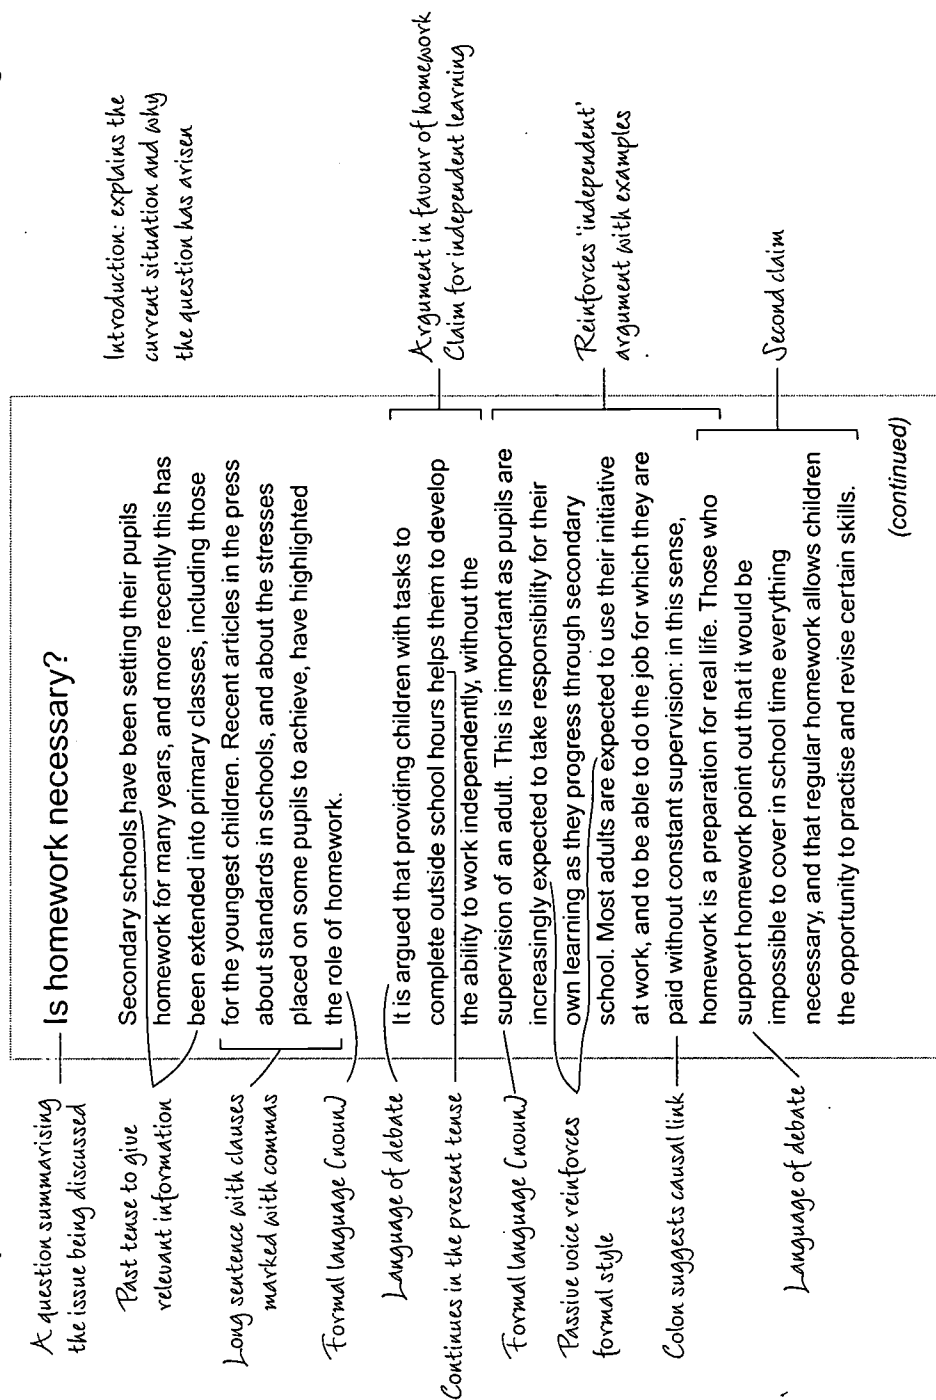 A question summarising
the issue being discussed
Past tense to give
relevant information
Long sentence with clauses
marked with commas
Formal language (noun)
Language of debate
Continues in the present tense
Formal language (noun)
Passive voice reinforces
formal style
Colon suggests causal link
Language of debate
Is homework necessary?
Secondary schools have been setting their pupils
homework for many years, and more recently this has
been extended into primary classes, including those
for the youngest children. Recent articles in the press
about standards in schools, and about the stresses
placed on some pupils to achieve, have highlighted
the role of homework.
It is argued that providing children with tasks to
complete outside school hours helps them to develop
the ability to work independently, without the
supervision of an adult. This is important as pupils are
increasingly expected to take responsibility for their
own learning as they progress through secondary
school. Most adults are expected to use their initiative
at work, and to be able to do the job for which they are
paid without constant supervision: in this sense,
homework is a preparation for real life. Those who
support homework point out that it would be
impossible to cover in school time everything
necessary, and that regular homework allows children
the opportunity to practise and revise certain skills.
(continued)
Introduction: explains the
current situation and why
the question has arisen
Argument in favour of homework
Claim for independent learning
Reinforces 'independent'
argument with examples
Second claim